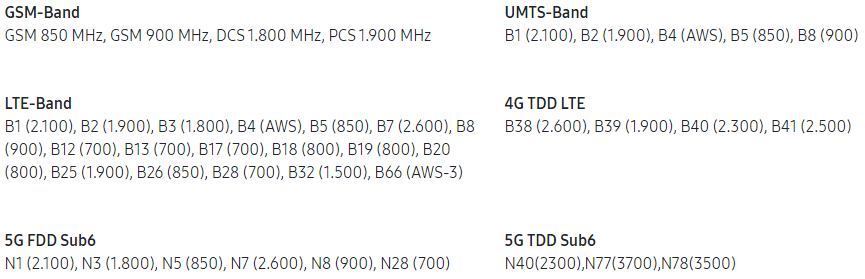 GSM-Band
GSM 850 MHz, GSM 900 MHz, DCS 1.800 MHz, PCS 1.900 MHz
UMTS-Band
B1 (2.100), B2 (1.900), B4 (AWS), B5 (850), B8 (900)
LTE-Band
B1 (2.100), B2 (1.900), B3 (1.800), B4 (AWS), B5 (850), B7 (2.600), B8
(900), B12 (700), B13 (700), B17 (700), B18 (800), B19 (800), B20
(800), B25 (1.900), B26 (850), B28 (700), B32 (1.500), B66 (AWS-3)
4G TDD LTE
B38 (2.600), B39 (1.900), B40 (2.300), B41 (2.500)
5G FDD Sub6
N1 (2.100), N3 (1.800), N5 (850), N7 (2.600), N8 (900), N28 (700)
5G TDD Sub6
N40(2300),N77(3700),N78(3500)